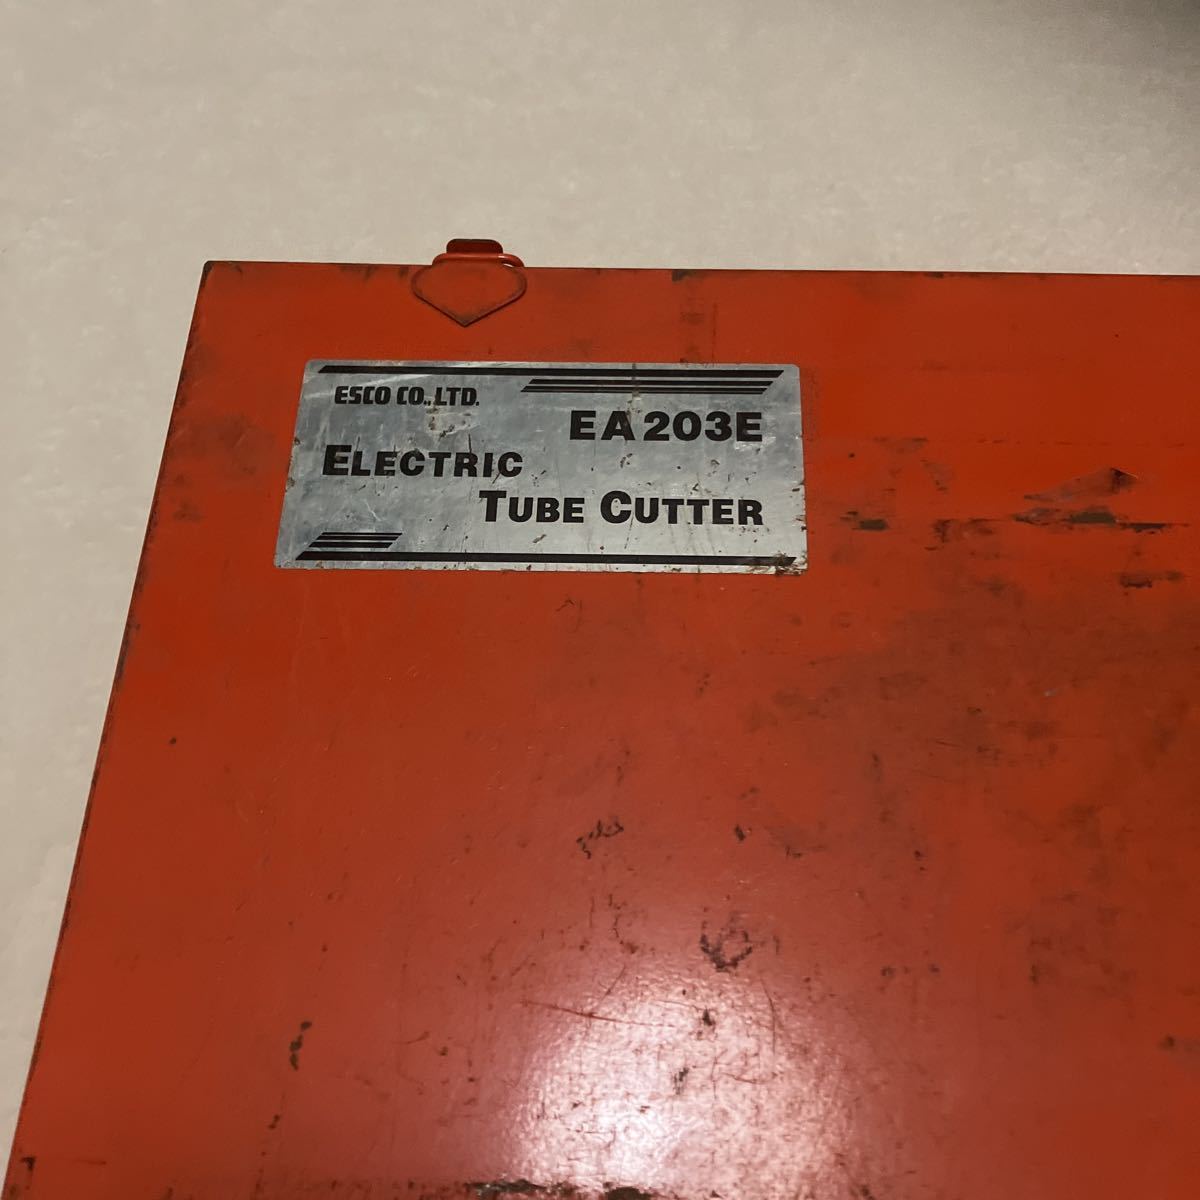 ESCO CO., LTD.
EA203E
ELECTRIC
TUBE CUTTER